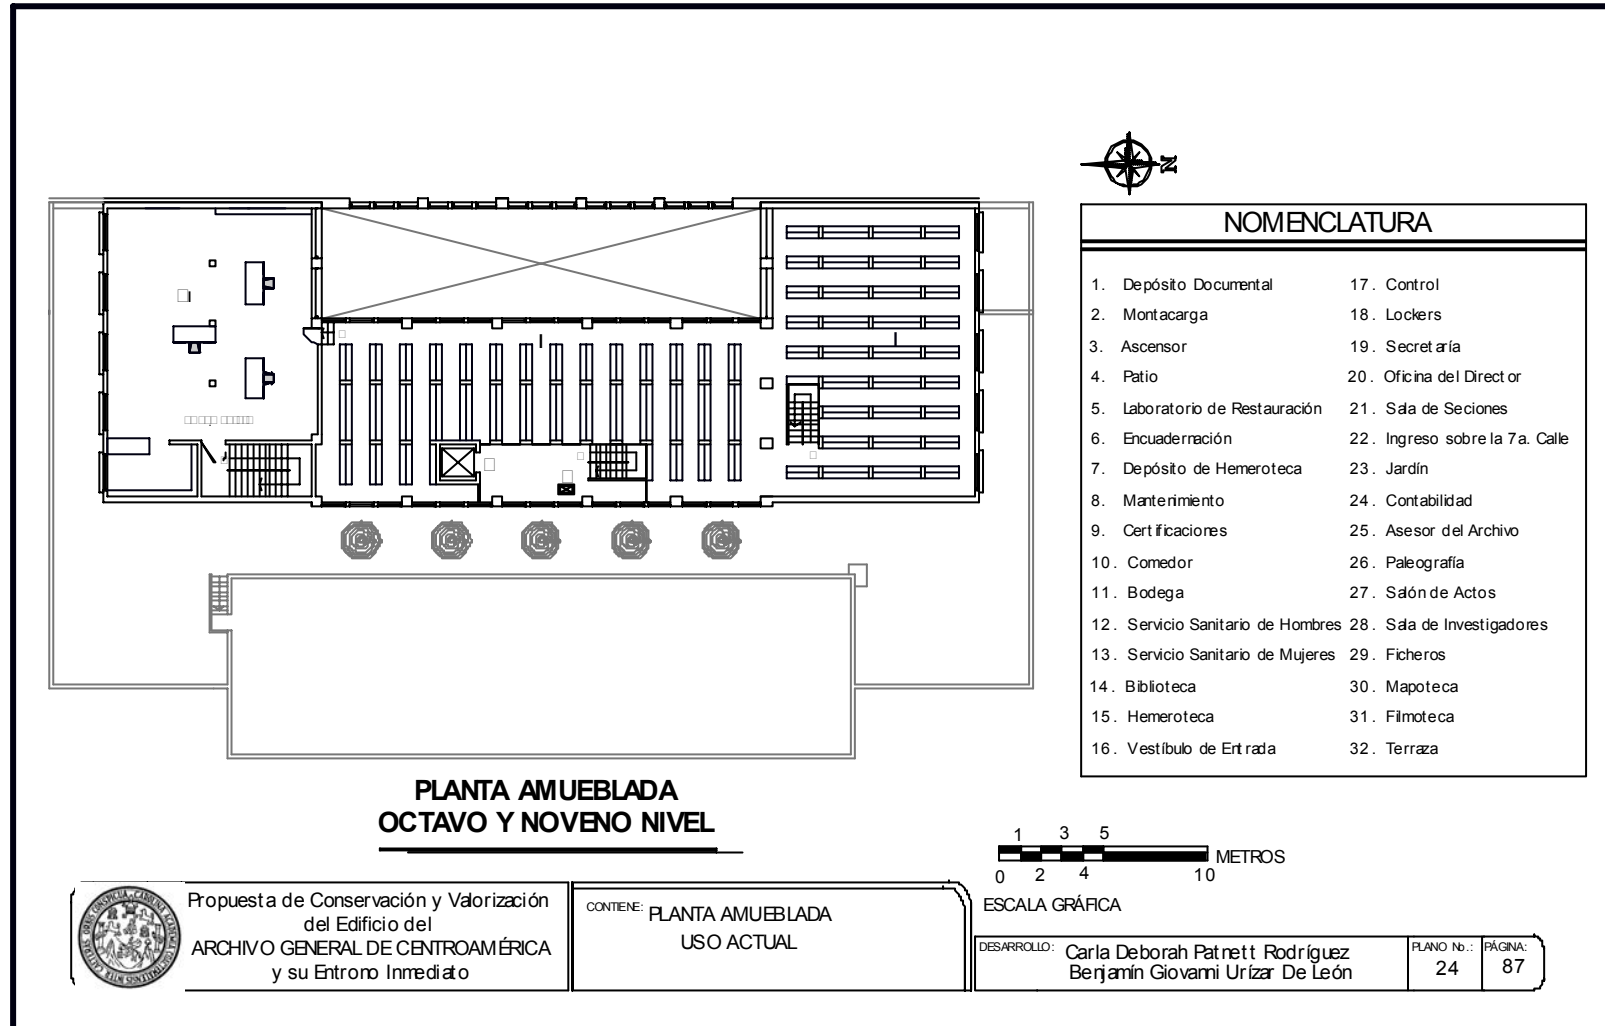 N
NOMENCLATURA
1. Depósito Documental
2. Montacarga
3. Ascensor
4. Patio
5. Laboratorio de Restauración
6. Encuadernación
7. Depósito de Hemeroteca
8. Mantenimiento
9. Certificaciones
10. Comedor
11. Bodega
12. Servicio Sanitario de Hombres
13. Servicio Sanitario de Mujeres
14. Biblioteca
15. Hemeroteca
16. Vestíbulo de Entrada
17. Control
18. Lockers
19. Secretaría
20. Oficina del Director
21. Sala de Seciones
22. Ingreso sobre la 7a. Calle
23. Jardín
24. Contabilidad
25. Asesor del Archivo
26. Paleografía
27. Salón de Actos
28. Sala de Investigadores
29. Ficheros
30. Mapoteca
31. Filmoteca
32. Terraza
PLANTA AMUEBLADA
OCTAVO Y NOVENO NIVEL
1 3 5
METROS
0 2 4 10
ESCALA GRÁFICA
Propuesta de Conservación y Valorización
del Edificio del
ARCHIVO GENERAL DE CENTROAMÉRICA
y su Entrono Inmediato
CONTIENE: PLANTA AMUEBLADA
USO ACTUAL
DESARROLLO: Carla Deborah Patnett Rodríguez
Benjamín Giovanni Urízar De León
PLANO No.:
24
PÁGINA:
87